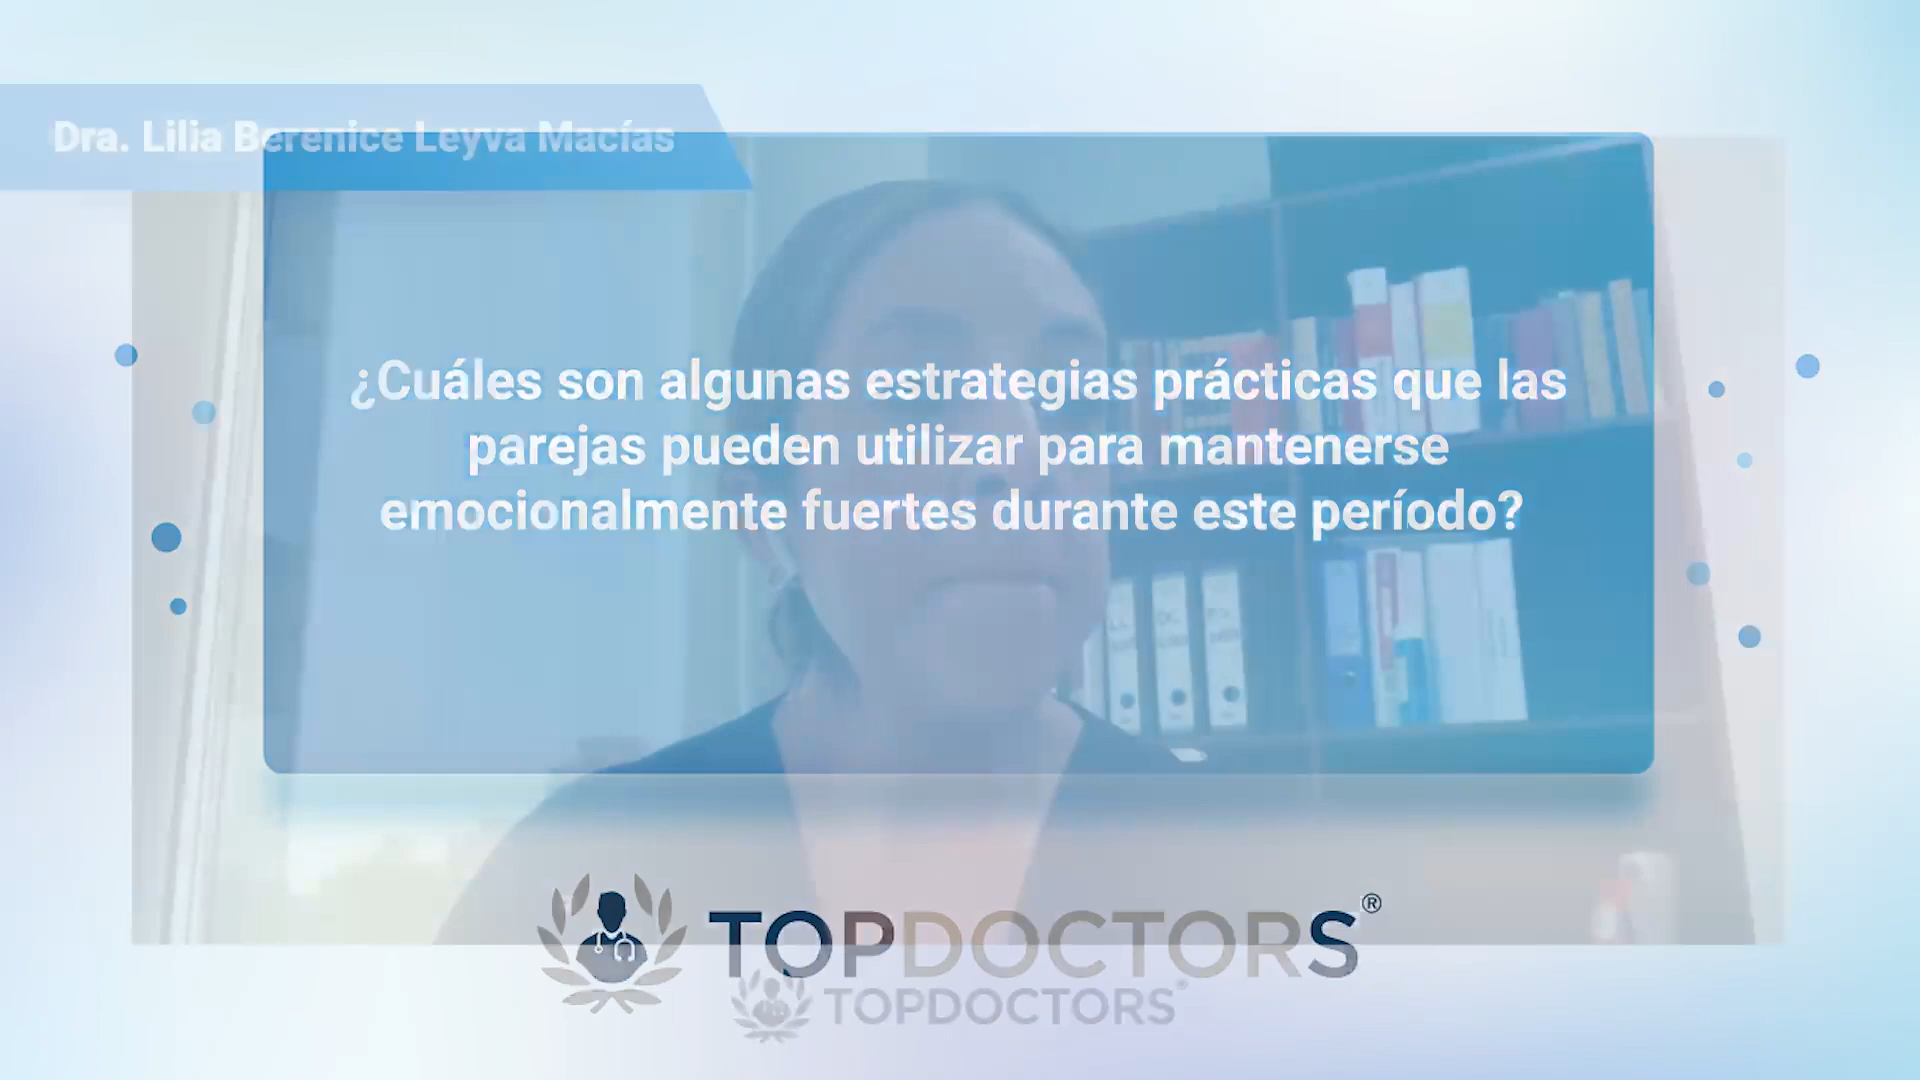 Dra. Lilia Berenice Leyva Macías
¿Cuáles son algunas estrategias prácticas que las
parejas pueden utilizar para mantenerse
emocionalmente fuertes durante este período?
TOPDOCTORS®
TOPDOCTORS®